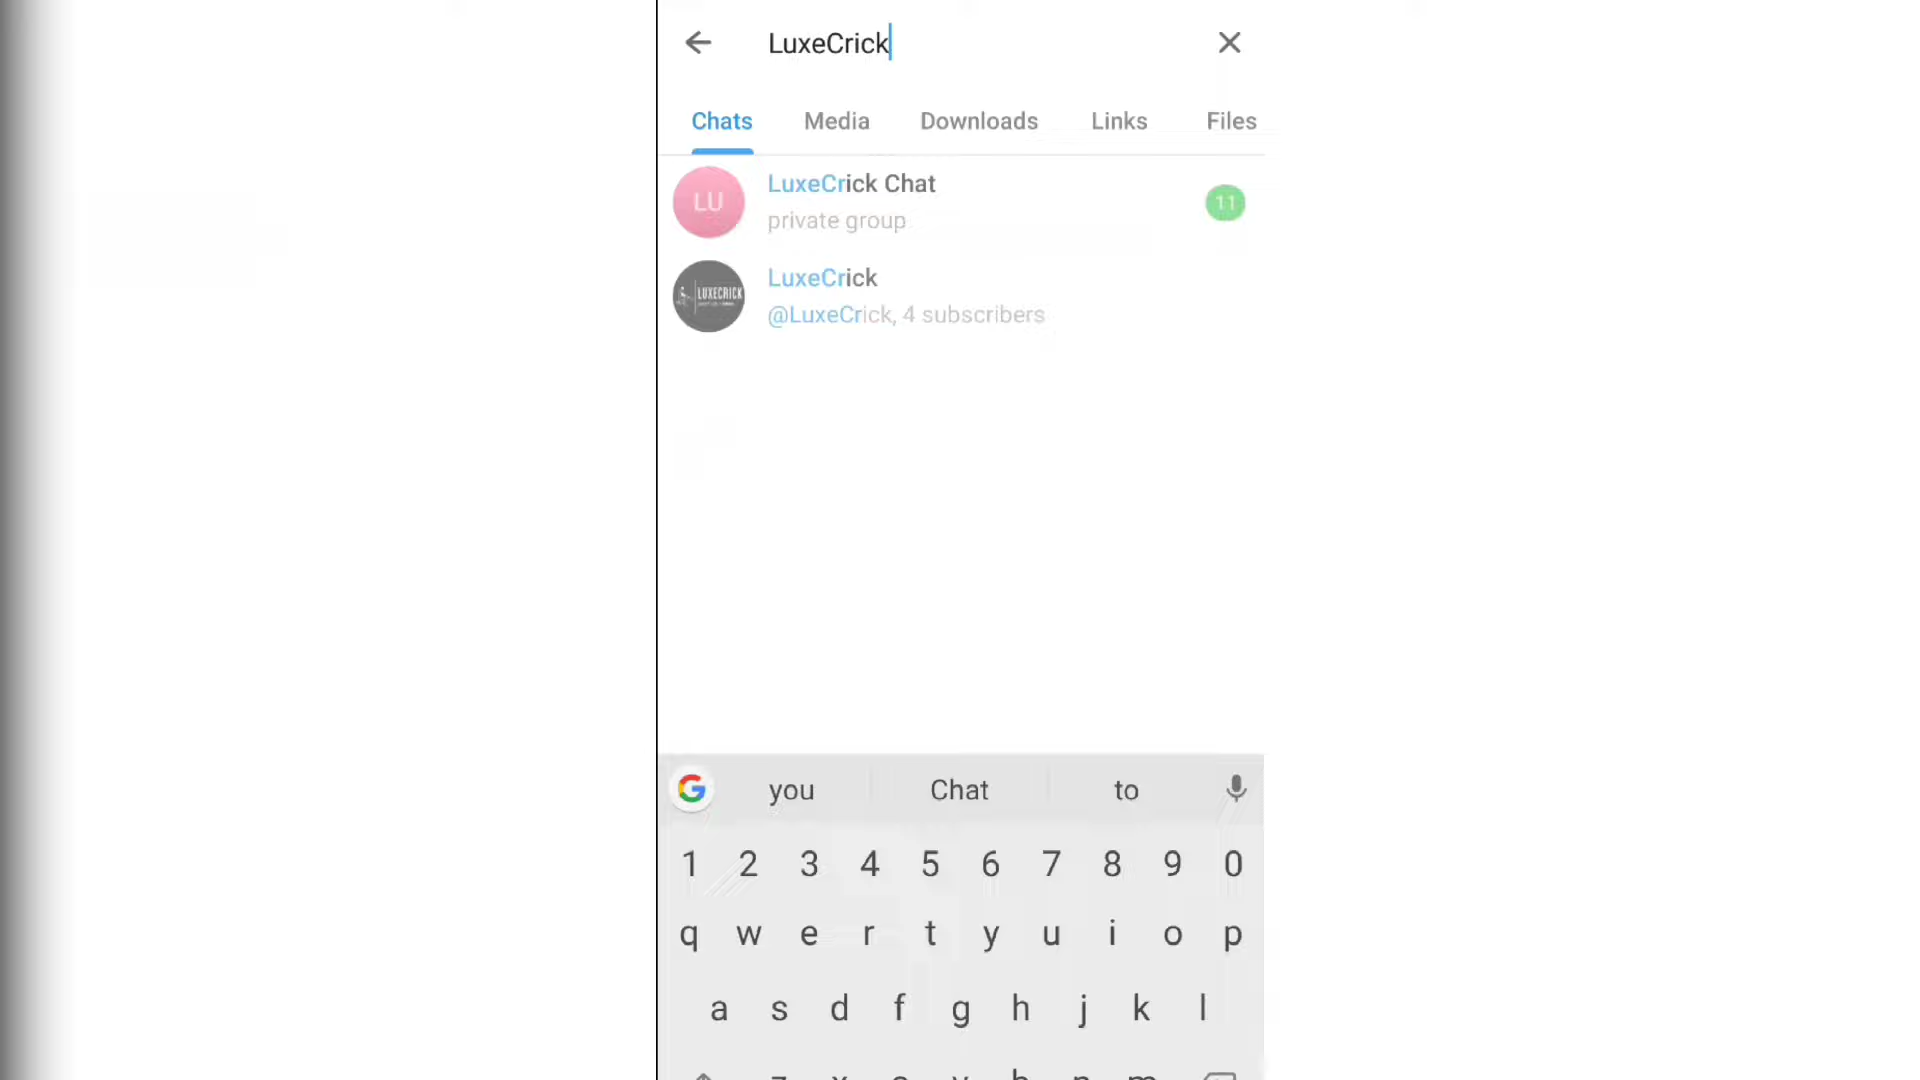 LuxeCrick
Chats Media Downloads Links Files
LU
LuxeCrick Chat
11
private group
LUXECRICK
LuxeCrick
@LuxeCrick, 4 subscribers
you Chat to
1 2 3 4 5 6 7 8 9 0
q w e r t y u i o p
a s d f g h j k l
z x c v b n m